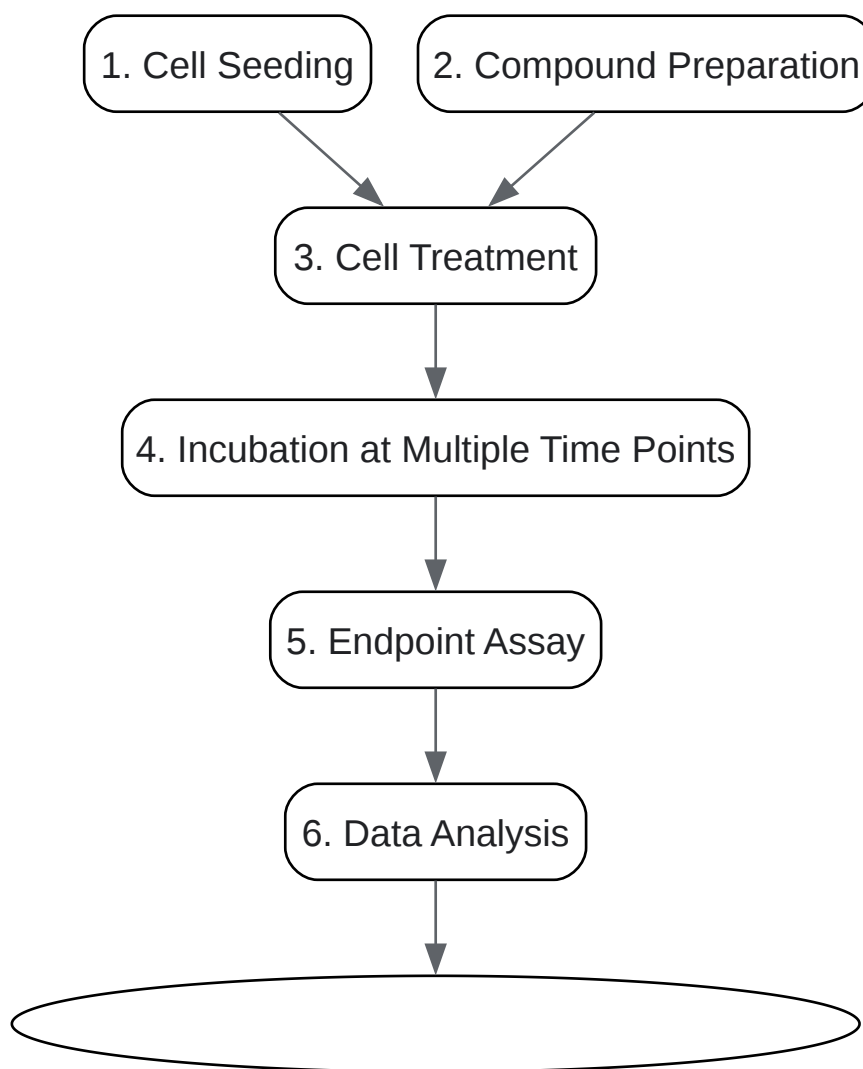 1. Cell Seeding
2. Compound Preparation
3. Cell Treatment
4. Incubation at Multiple Time Points
5. Endpoint Assay
6. Data Analysis